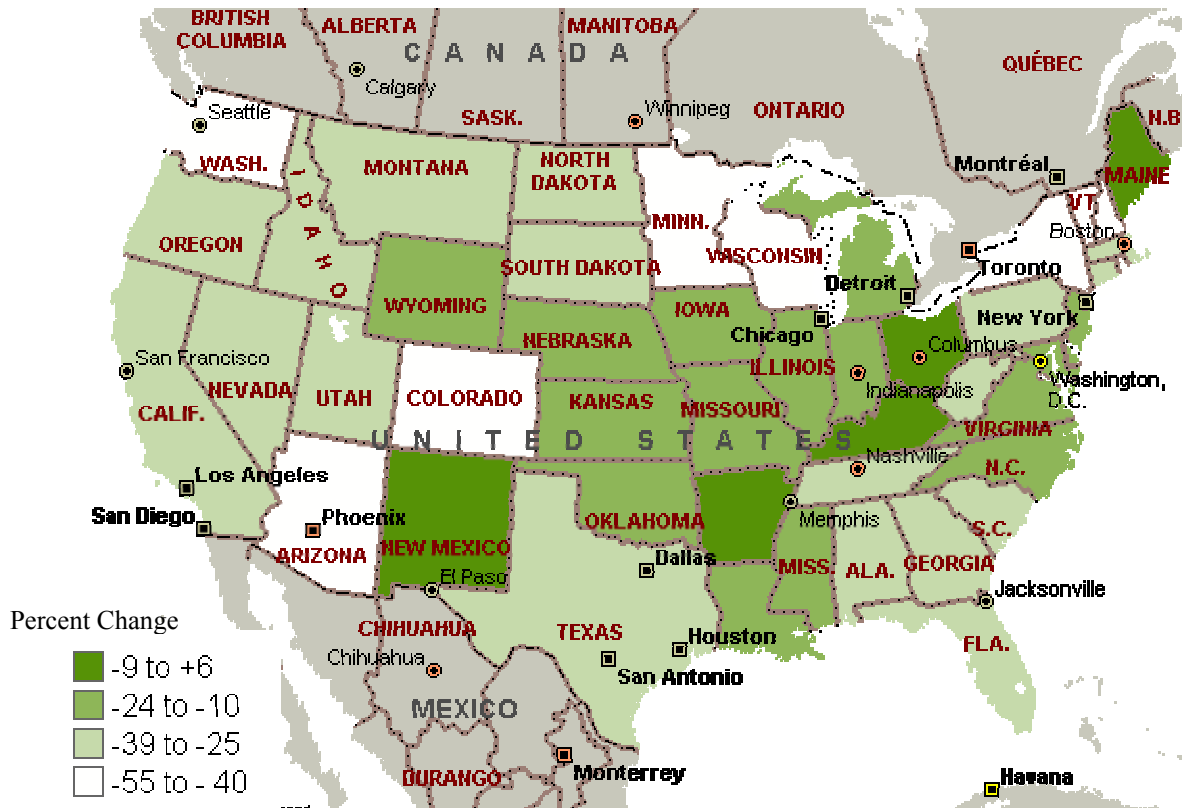 BRITISH
COLUMBIA
ALBERTA
MANITOBA
CANADA
QUÉBEC
Calgary
SASK.
Winnipeg
ONTARIO
N.B
Seattle
WASH.
MONTANA
NORTH
DAKOTA
Montréal
MAINE
IDAHO
MINN.
VT
OREGON
WISCONSIN
Boston
SOUTH DAKOTA
Toronto
Detroit
WYOMING
IOWA
New York
NEBRASKA
Chicago
Columbus
San Francisco
ILLINOIS
Indianapolis
Washington,
D.C.
NEVADA
UTAH
COLORADO
KANSAS
MISSOURI
CALIF.
UNITED STATES
VIRGINIA
Nashville
N.C.
Los Angeles
San Diego
Phoenix
OKLAHOMA
Memphis
S.C.
ARIZONA
NEW MEXICO
Dallas
MISS.
ALA.
GEORGIA
El Paso
Jacksonville
Percent Change
CHIHUAHUA
TEXAS
Houston
FLA.
Chihuahua
San Antonio
-9 to +6
-24 to -10
MEXICO
-39 to -25
-55 to - 40
DURANGO
Monterrey
Havana